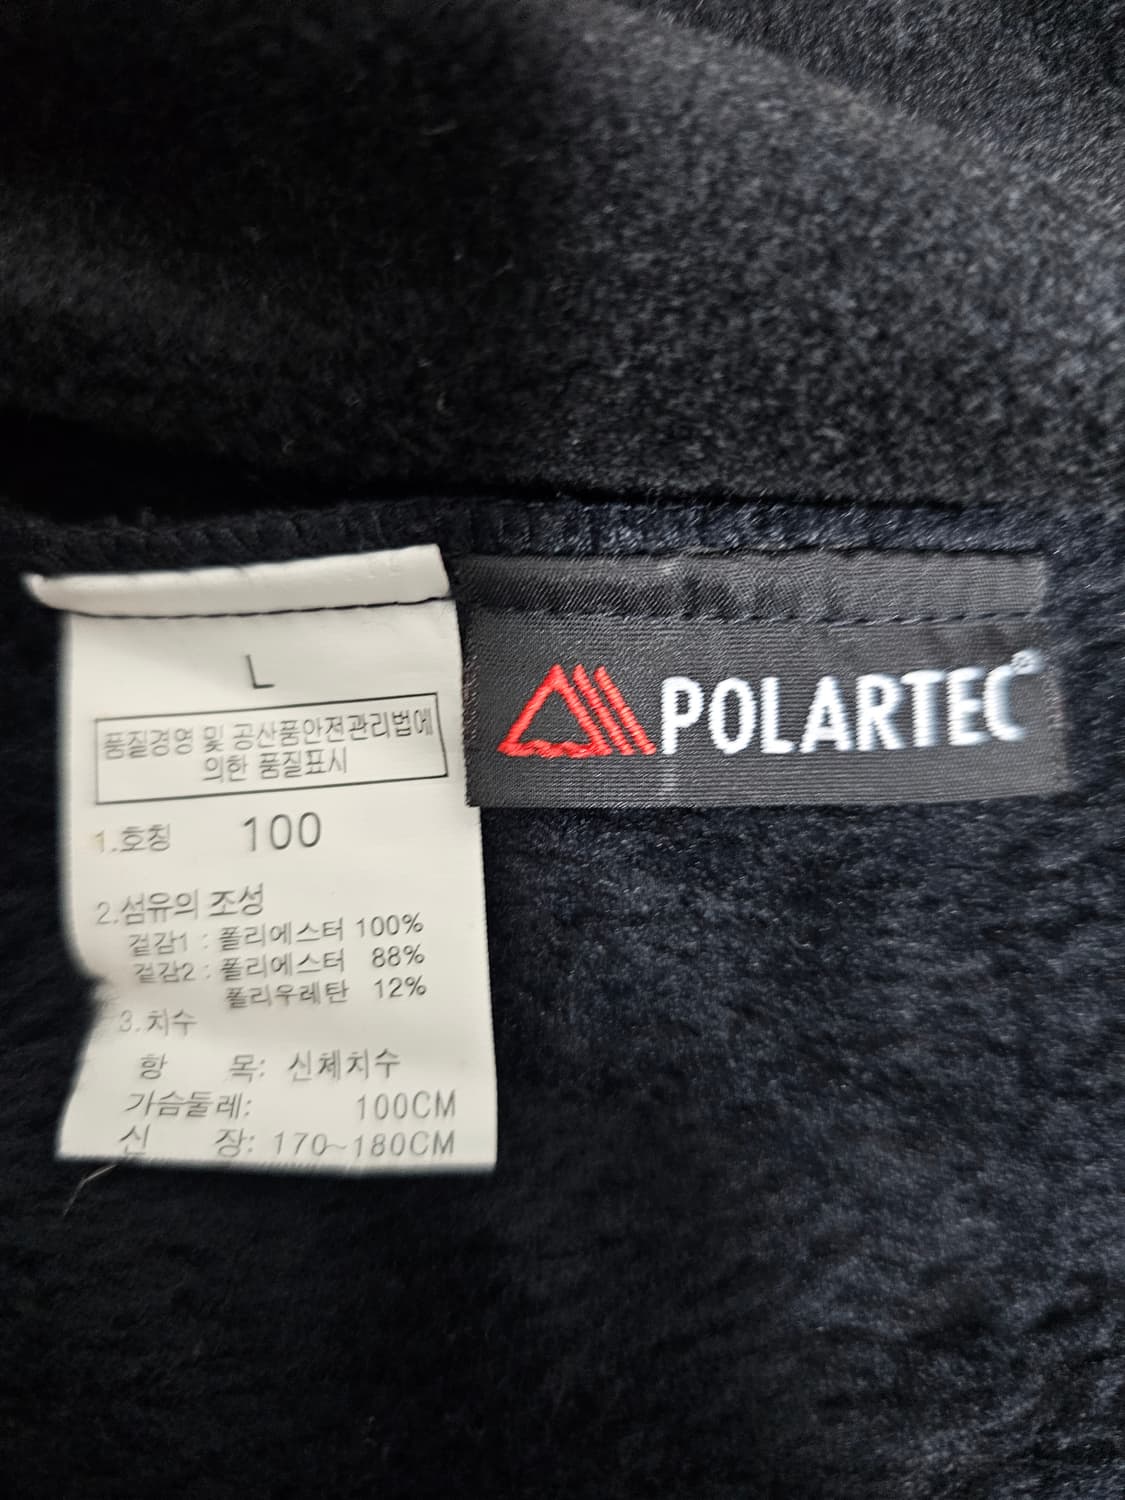 L
품질경영 및 공산품안전관리법에
의한 품질표시
1.호칭 100
2.섬유의 조성
겉감1 : 폴리에스터 100%
겉감2 : 폴리에스터 88%
폴리우레탄 12%
3.치수
항 목: 신체치수
가슴둘레: 100CM
신 장: 170~180CM
POLARTEC®